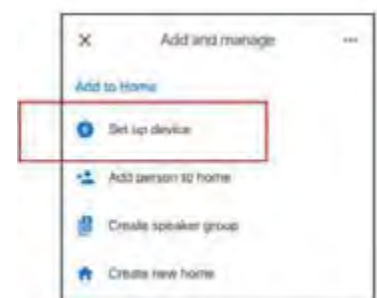 Add and manage
Add to Home
Set up device
Add person to home
Create speaker group
Create new home